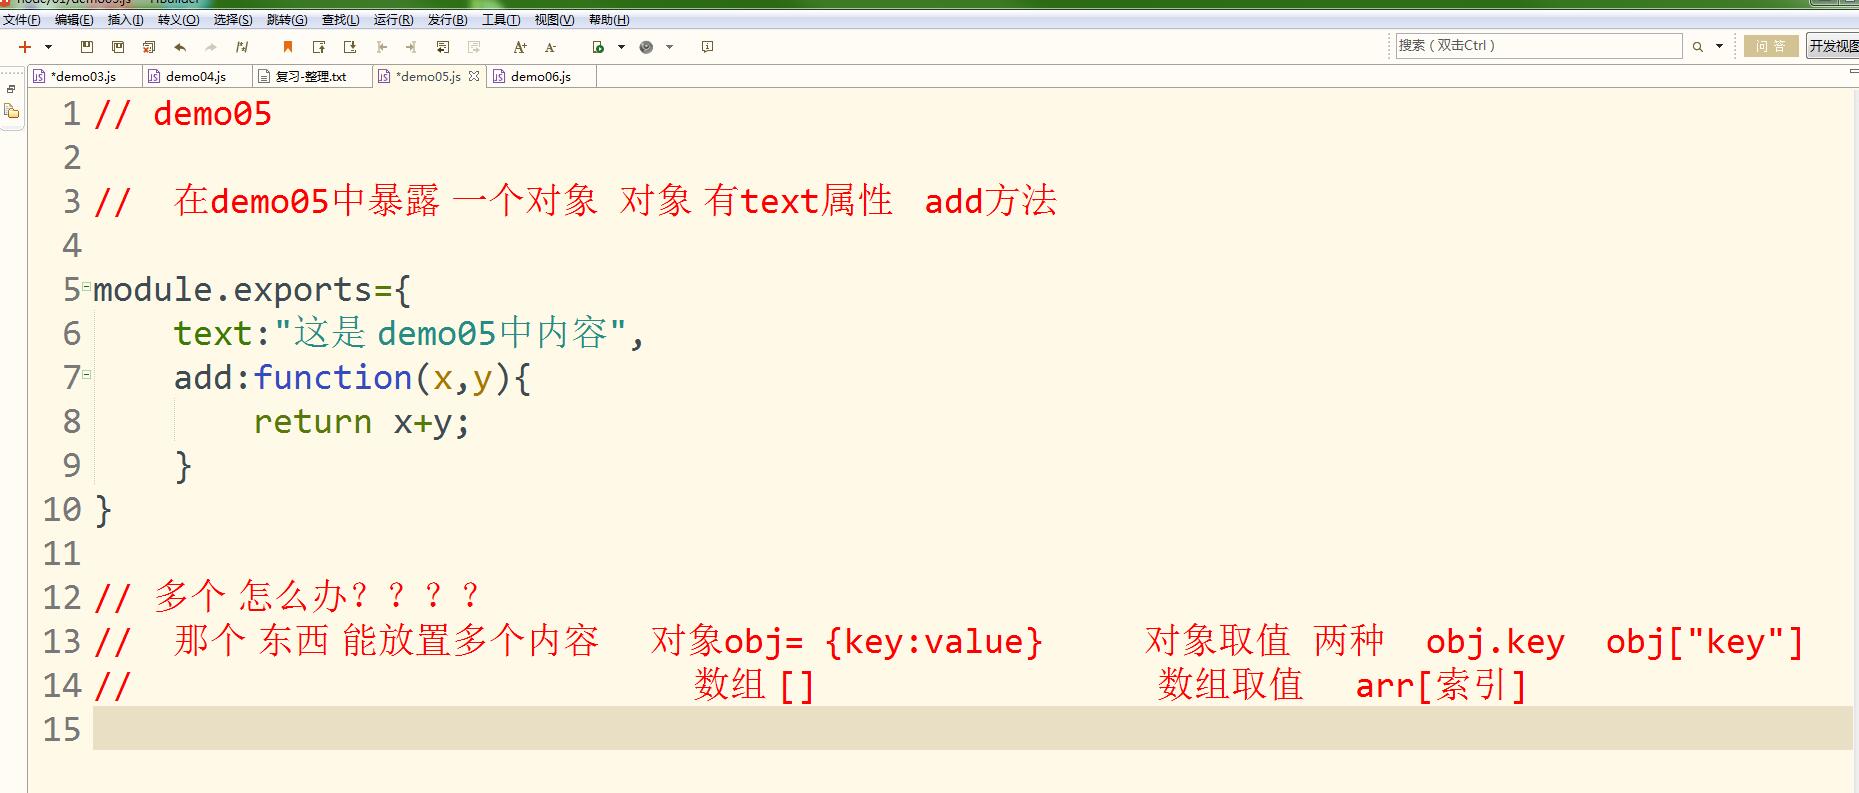 文件(F) 编辑(E) 插入(I) 转义(O) 选择(S) 跳转(G) 查找(L) 运行(R) 发行(B) 工具(T) 视图(V) 帮助(H)
搜索（双击Ctrl） 问答 开发视图
*demo03.js demo04.js 复习-整理.txt *demo05.js demo06.js
1 // demo05
2
3 // 在demo05中暴露 一个对象 对象 有text属性 add方法
4
5 module.exports={
6 text:"这是 demo05中内容",
7 add:function(x,y){
8 return x+y;
9 }
10 }
11
12 // 多个 怎么办？？？？
13 // 那个 东西 能放置多个内容 对象obj= {key:value} 对象取值 两种 obj.key obj["key"]
14 // 数组 [] 数组取值 arr[索引]
15